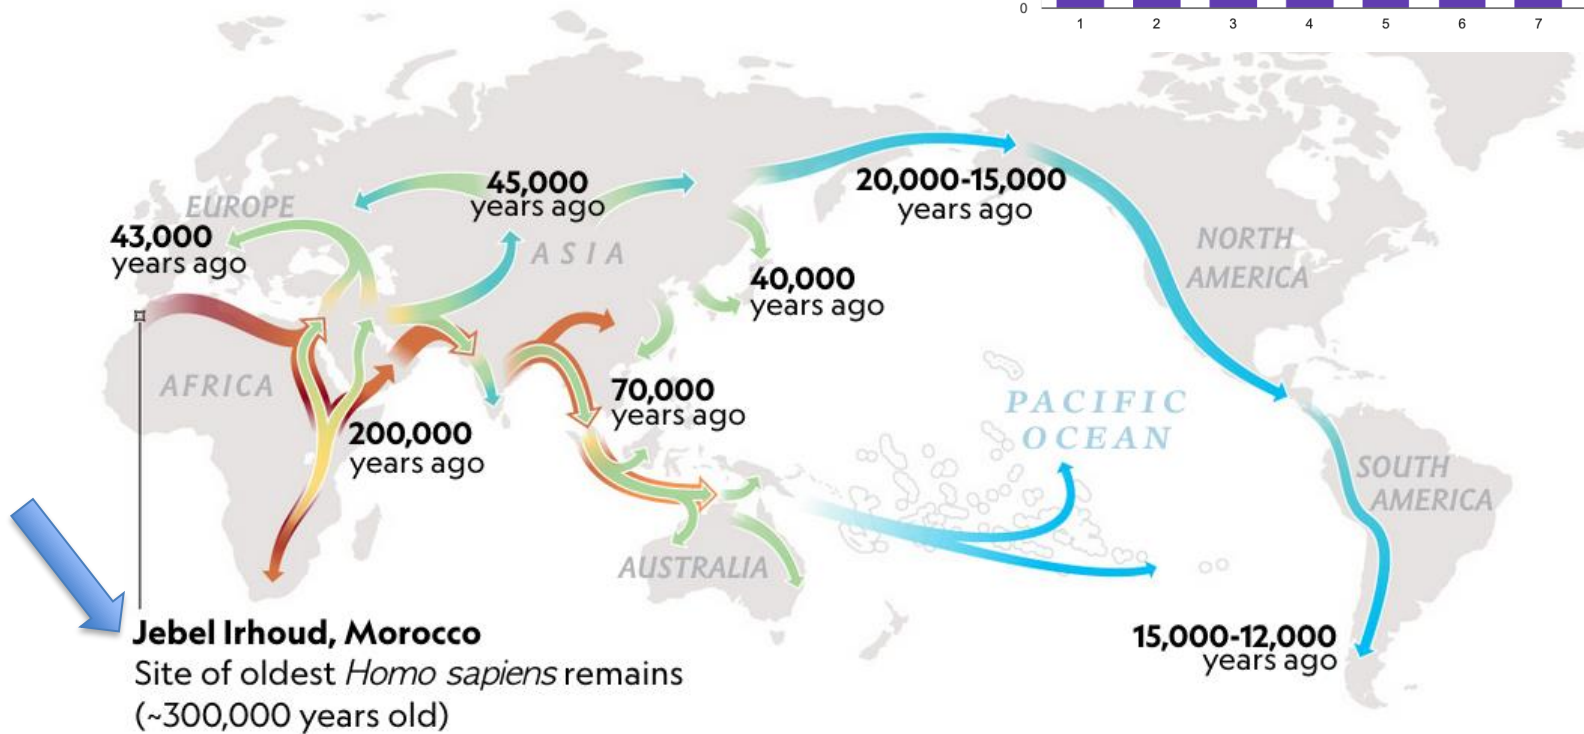 0
1 2 3 4 5 6 7
EUROPE
43,000
years ago
45,000
years ago
ASIA
20,000-15,000
years ago
NORTH
AMERICA
40,000
years ago
AFRICA
200,000
years ago
70,000
years ago
PACIFIC
OCEAN
SOUTH
AMERICA
AUSTRALIA
15,000-12,000
years ago
Jebel Irhoud, Morocco
Site of oldest Homo sapiens remains
(~300,000 years old)